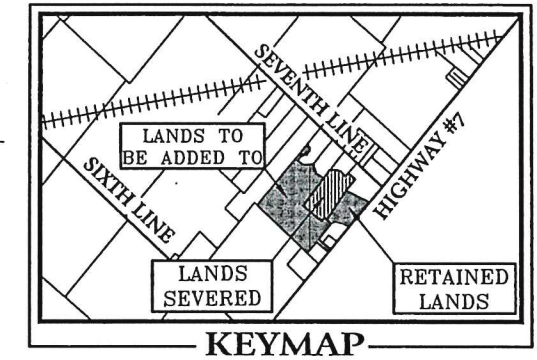 SEVENTH LINE
HIGHWAY #7
LANDS TO
BE ADDED TO
SIXTH LINE
LANDS
SEVERED
RETAINED
LANDS
KEYMAP